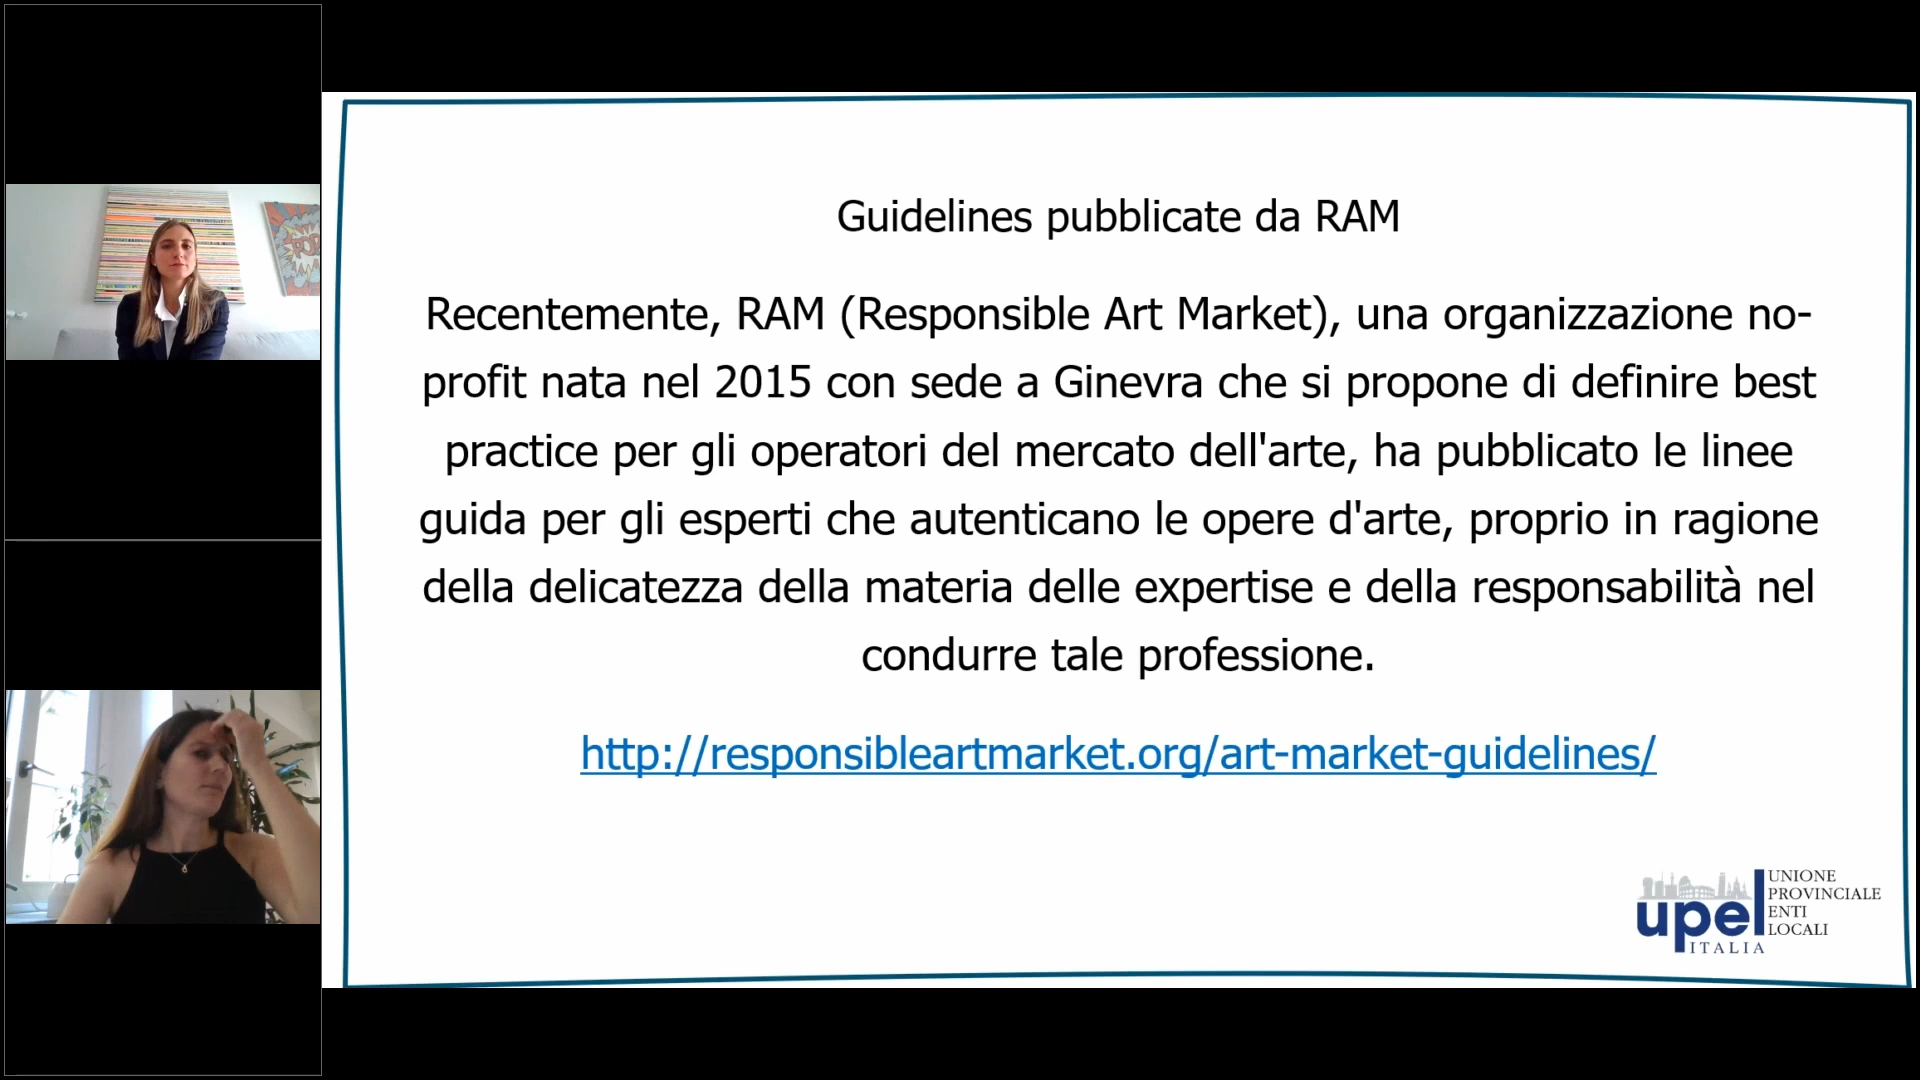 Guidelines pubblicate da RAM
Recentemente, RAM (Responsible Art Market), una organizzazione no-
profit nata nel 2015 con sede a Ginevra che si propone di definire best
practice per gli operatori del mercato dell'arte, ha pubblicato le linee
guida per gli esperti che autenticano le opere d'arte, proprio in ragione
della delicatezza della materia delle expertise e della responsabilità nel
condurre tale professione.
http://responsibleartmarket.org/art-market-guidelines/
upel
ITALIA
UNIONE
PROVINCIALE
ENTI
LOCALI
POP